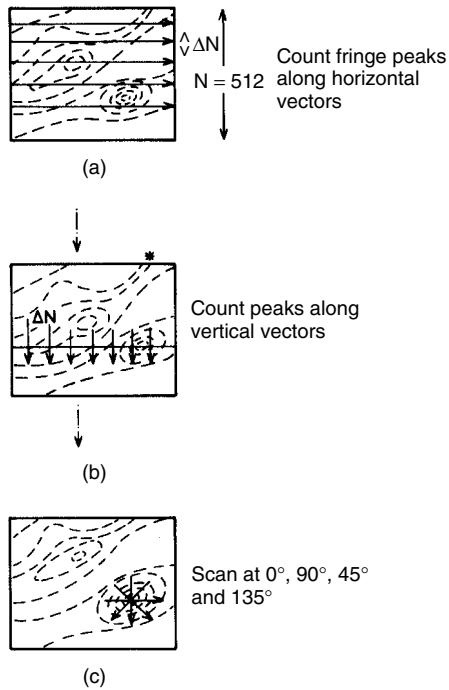 ΔN
N = 512
Count fringe peaks
along horizontal
vectors
(a)
*
ΔN
Count peaks along
vertical vectors
(b)
Scan at 0°, 90°, 45°
and 135°
(c)